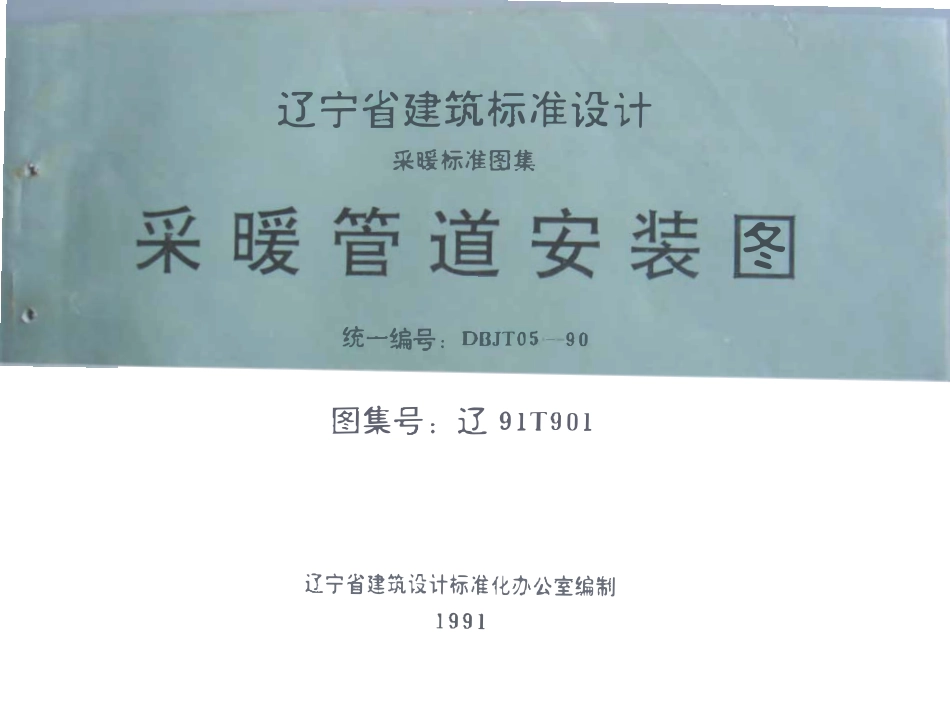 辽宁省建筑标准设计
采暖标准图集
采暖管道安装图
统一编号：DBJT05—90
图集号：辽 91T901
辽宁省建筑设计标准化办公室编制
1991